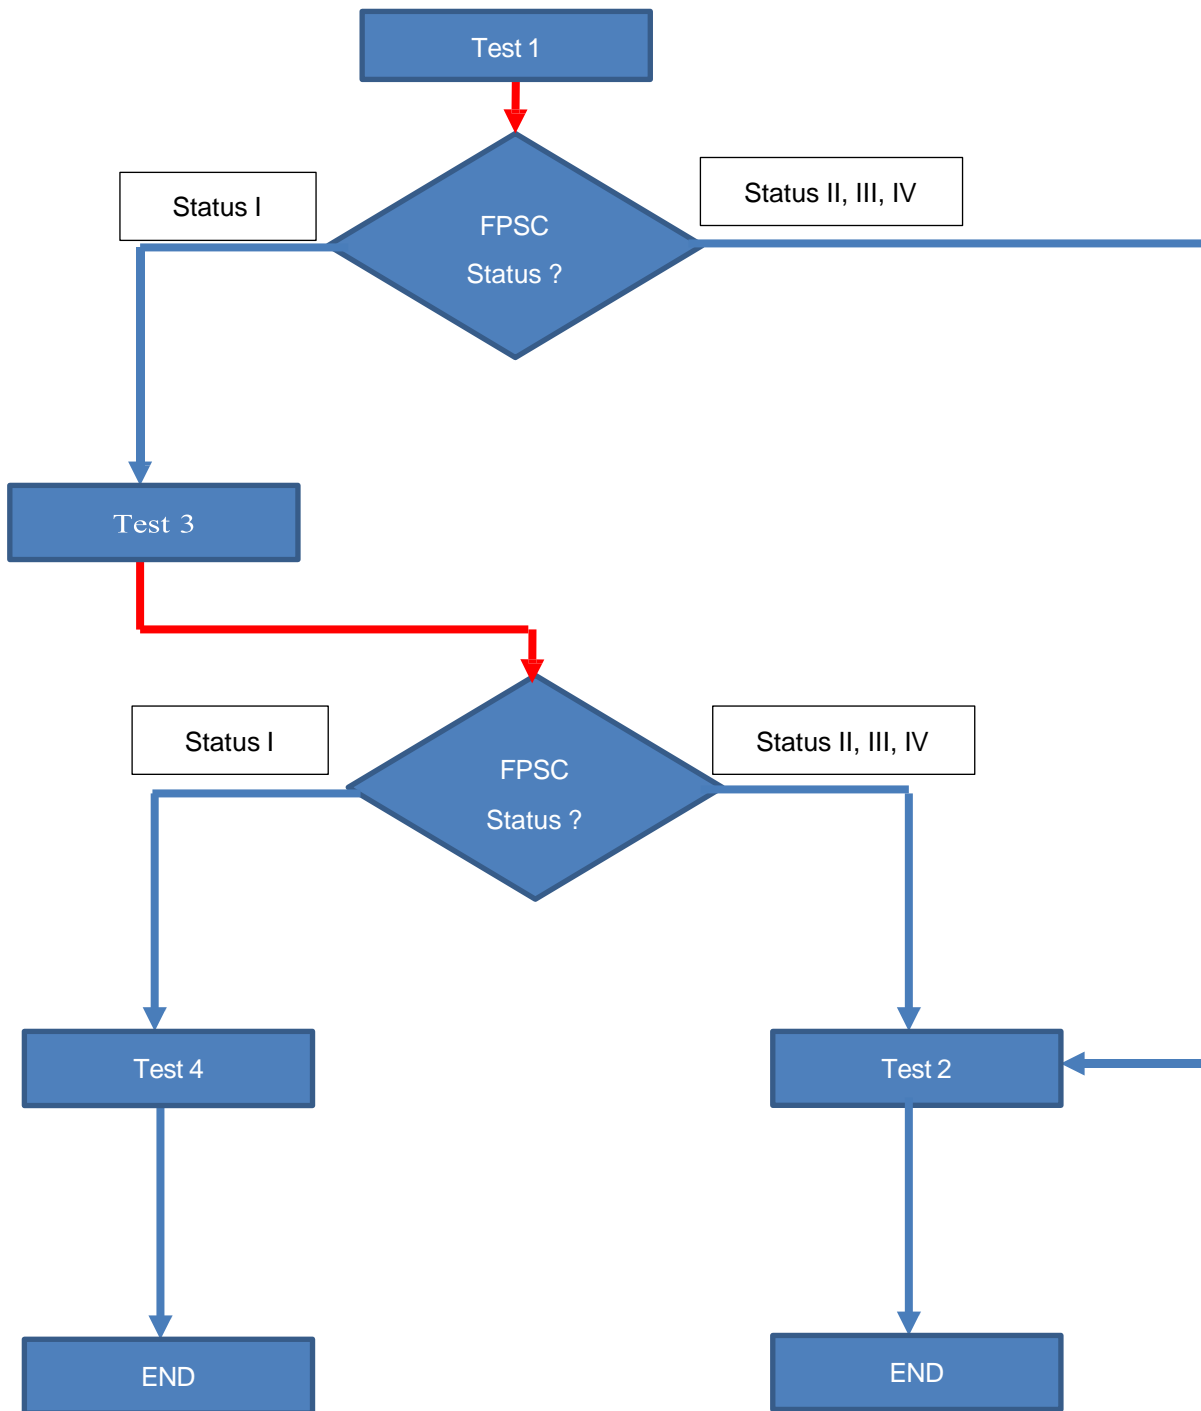 Test 1
Status I
Status II, III, IV
FPSC
Status ?
Test 3
Status I
Status II, III, IV
FPSC
Status ?
Test 4
Test 2
END
END